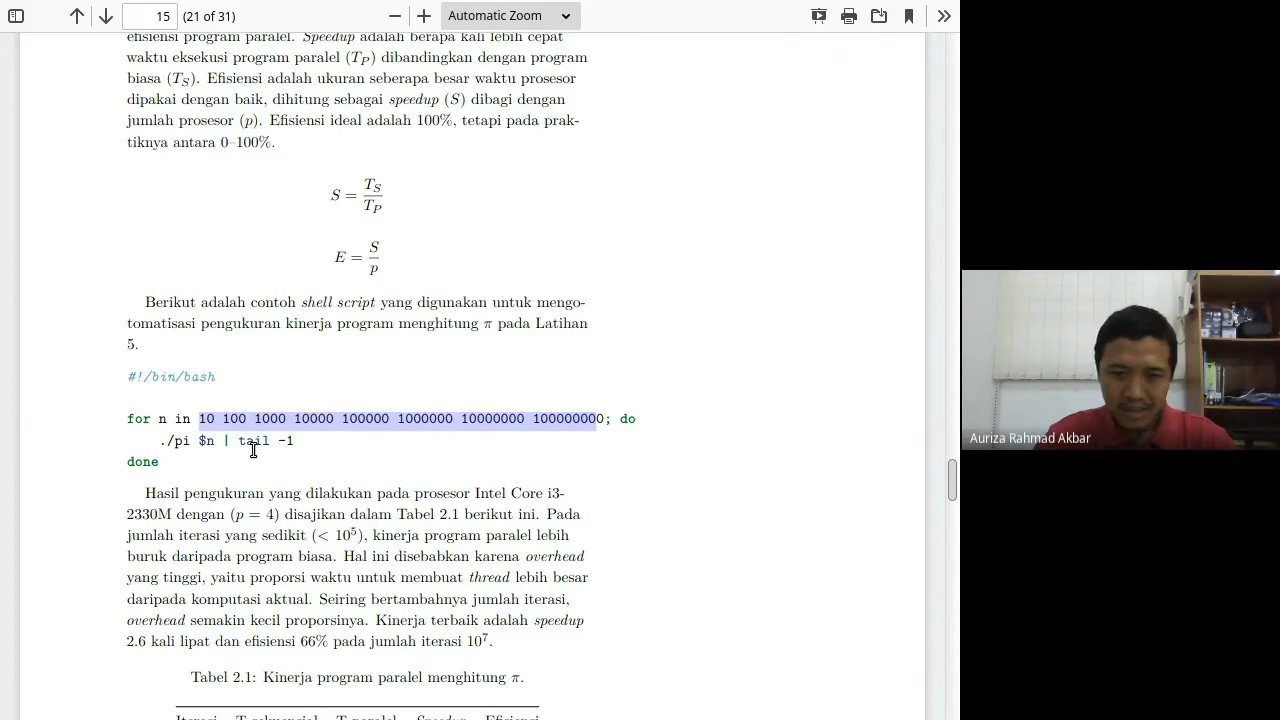 15
(21 of 31)
Automatic Zoom
efisiensi program paralel. Speedup adalah berapa kali lebih cepat
waktu eksekusi program paralel (TP) dibandingkan dengan program
biasa (TS). Efisiensi adalah ukuran seberapa besar waktu prosesor
dipakai dengan baik, dihitung sebagai speedup (S) dibagi dengan
jumlah prosesor (p). Efisiensi ideal adalah 100%, tetapi pada prak-
tiknya antara 0–100%.
S = TS / TP
E = S / p
Berikut adalah contoh shell script yang digunakan untuk mengo-
tomatisasi pengukuran kinerja program menghitung π pada Latihan
5.
#!/bin/bash
for n in 10 100 1000 10000 100000 1000000 10000000 100000000; do
./pi $n | tail -1
done
Hasil pengukuran yang dilakukan pada prosesor Intel Core i3-
2330M dengan (p = 4) disajikan dalam Tabel 2.1 berikut ini. Pada
jumlah iterasi yang sedikit (< 10⁵), kinerja program paralel lebih
buruk daripada program biasa. Hal ini disebabkan karena overhead
yang tinggi, yaitu proporsi waktu untuk membuat thread lebih besar
daripada komputasi aktual. Seiring bertambahnya jumlah iterasi,
overhead semakin kecil proporsinya. Kinerja terbaik adalah speedup
2.6 kali lipat dan efisiensi 66% pada jumlah iterasi 10⁷.
Tabel 2.1: Kinerja program paralel menghitung π.
Iterasi T sekuensial T paralel Speedup Efisiensi
Auriza Rahmad Akbar